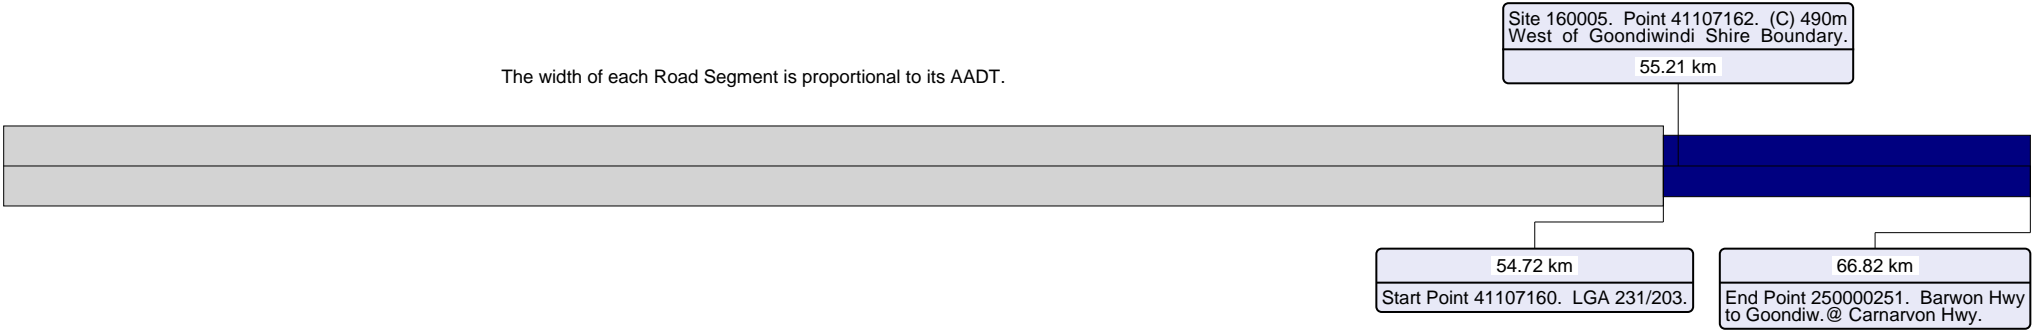 Site 160005. Point 41107162. (C) 490m
West of Goondiwindi Shire Boundary.
55.21 km
The width of each Road Segment is proportional to its AADT.
54.72 km
Start Point 41107160. LGA 231/203.
66.82 km
End Point 250000251. Barwon Hwy
to Goondiw.@ Carnarvon Hwy.